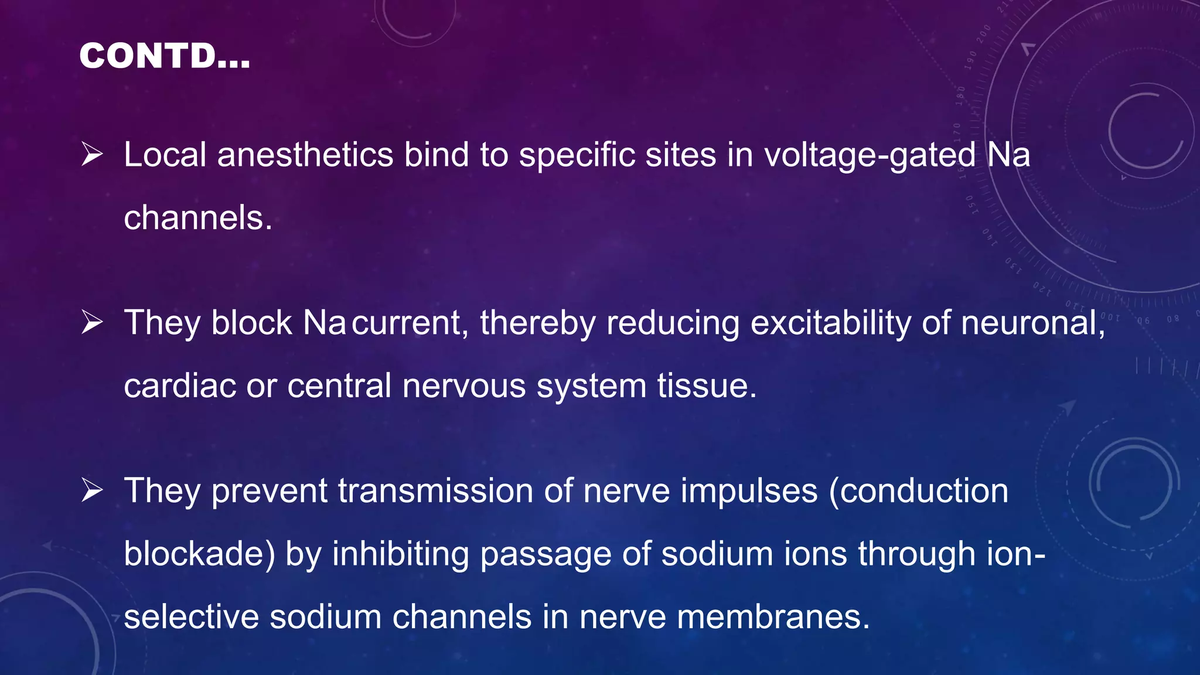 CONTD...
➢ Local anesthetics bind to specific sites in voltage-gated Na
channels.
➢ They block Na current, thereby reducing excitability of neuronal,
cardiac or central nervous system tissue.
➢ They prevent transmission of nerve impulses (conduction
blockade) by inhibiting passage of sodium ions through ion-
selective sodium channels in nerve membranes.